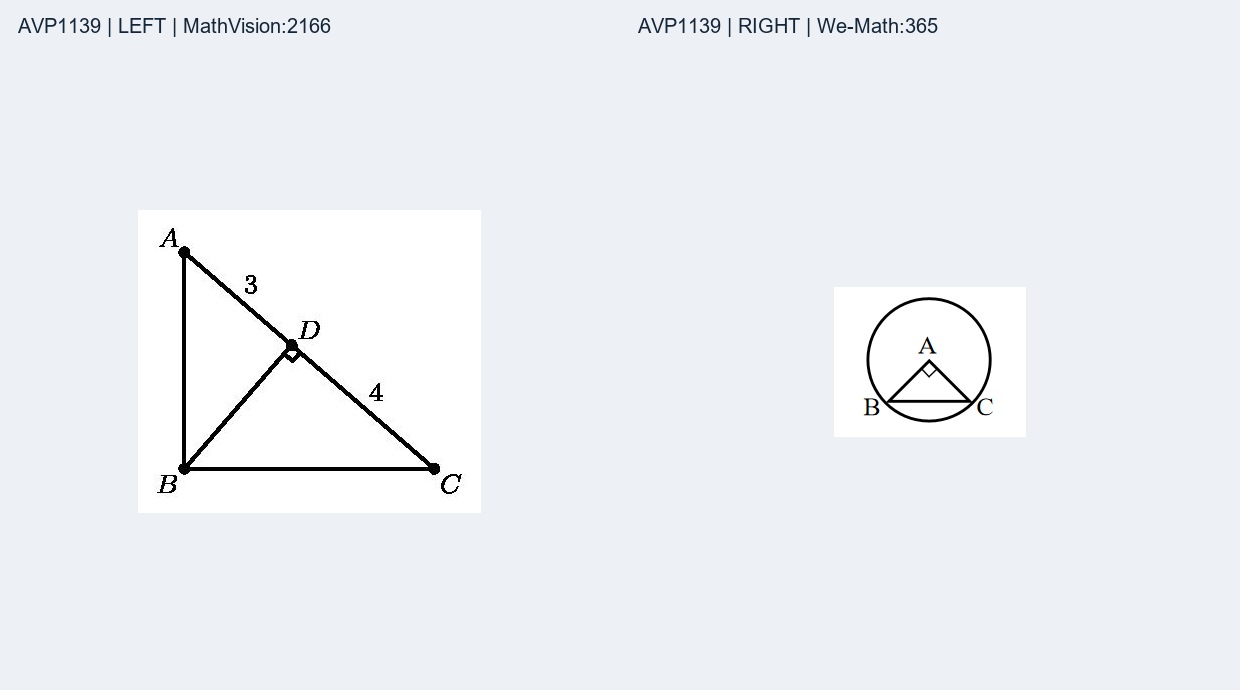 AVP1139 | LEFT | MathVision:2166
AVP1139 | RIGHT | We-Math:365
A
3
D
4
B
C
A
B
C